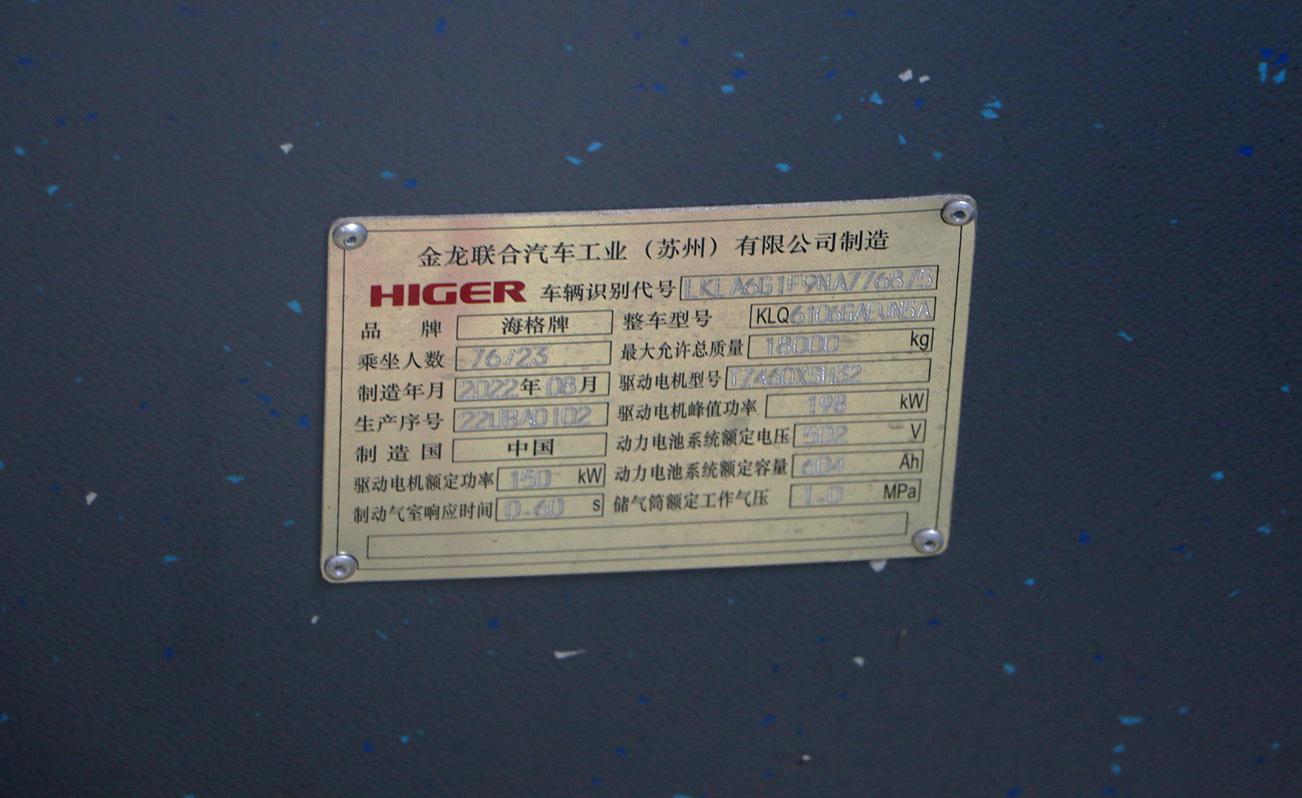 金龙联合汽车工业（苏州）有限公司制造
HIGER 车辆识别代号
品 牌 海格牌 整车型号
乘坐人数 76/23 最大允许总质量 18000 kg
制造年月 2022年08月 驱动电机型号
生产序号 22UBA0102 驱动电机峰值功率 198 kW
制 造 国 中国 动力电池系统额定电压 502 V
驱动电机额定功率 150 kW 动力电池系统额定容量 604 Ah
制动气室响应时间 0.60 s 储气筒额定工作气压 1.0 MPa